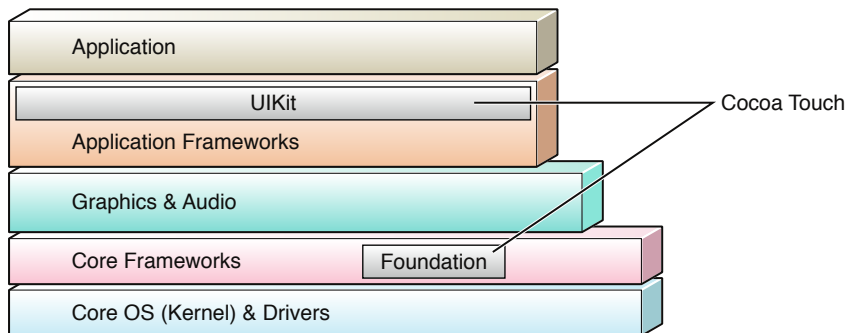 Application
UIKit
Cocoa Touch
Application Frameworks
Graphics & Audio
Core Frameworks
Foundation
Core OS (Kernel) & Drivers